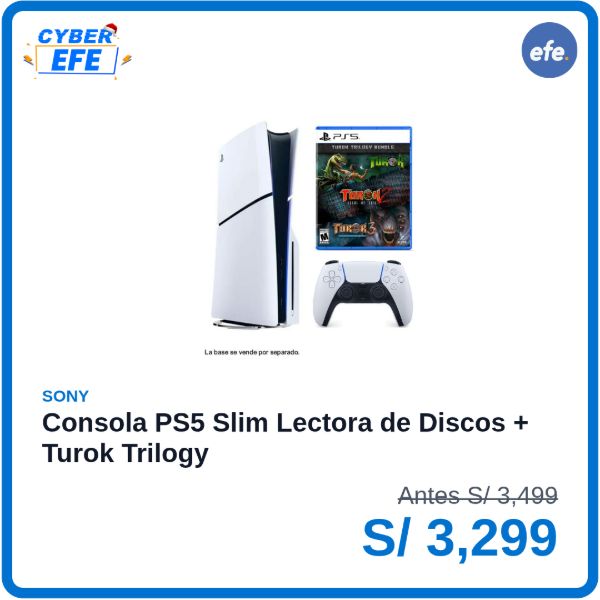 CYBER
EFE
efe.
PS5
TUROK TRILOGY BUNDLE
TUROK
TUROK 2
TUROK 3
M
La base se vende por separado.
SONY
Consola PS5 Slim Lectora de Discos +
Turok Trilogy
Antes S/ 3,499
S/ 3,299